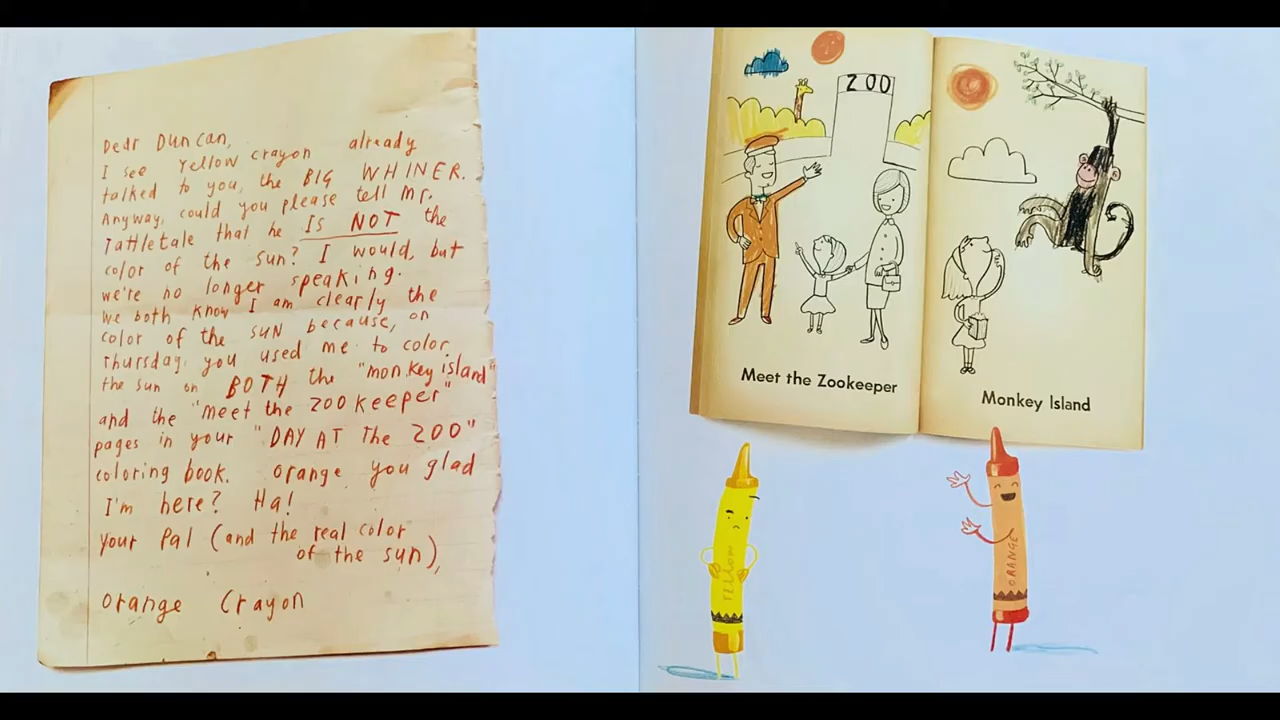 Dear Duncan,
I see Yellow crayon already
talked to you, the BIG WHINER.
Anyway, could you please tell Mr.
Tattletale that he IS NOT the
color of the sun? I would, but
we're no longer speaking.
We both know I am clearly the
color of the SUN because, on
Thursday, you used me to color
the sun on BOTH the "monkey island"
and the "meet the zookeeper"
pages in your "DAY AT The ZOO"
coloring book. orange you glad
I'm here? Ha!
Your Pal (and the real color
of the sun),
orange Crayon
ZOO
Meet the Zookeeper
Monkey Island
YELLOW
ORANGE